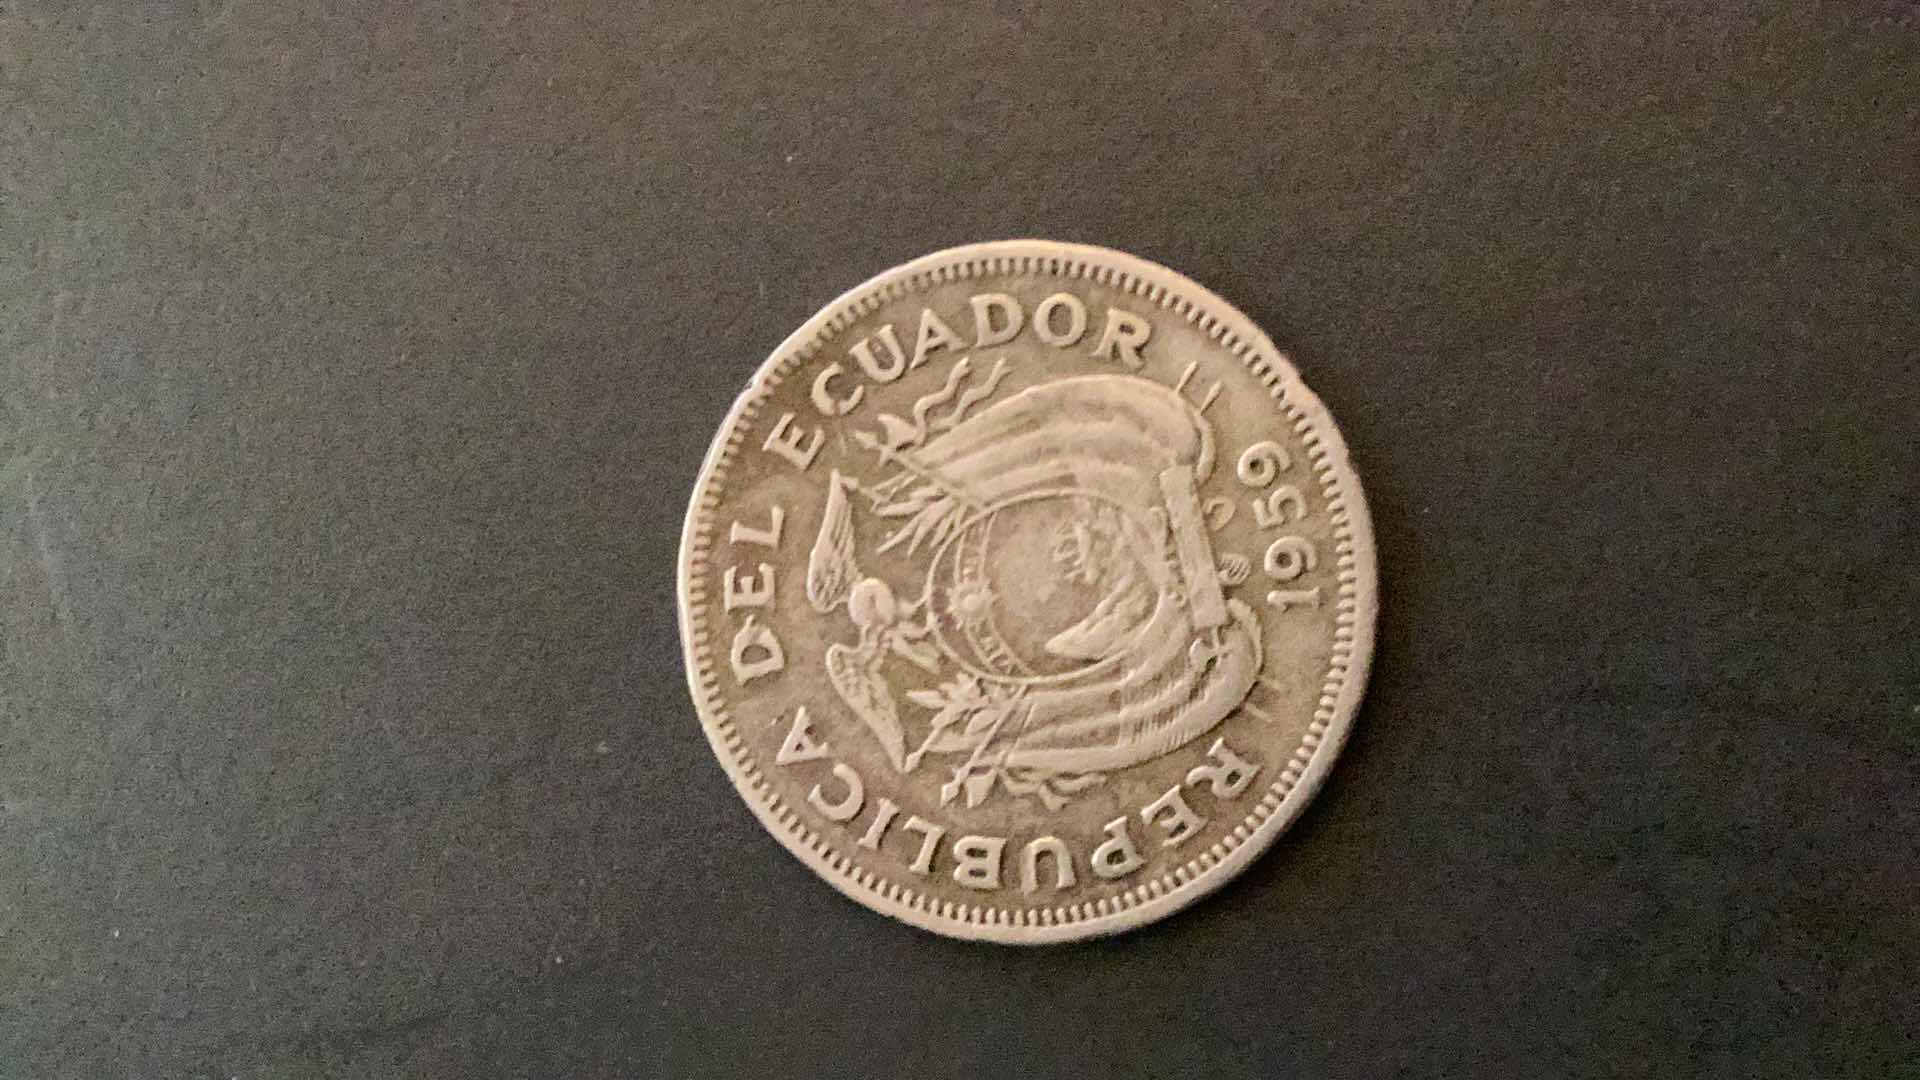 REPUBLICA DEL ECUADOR
1959